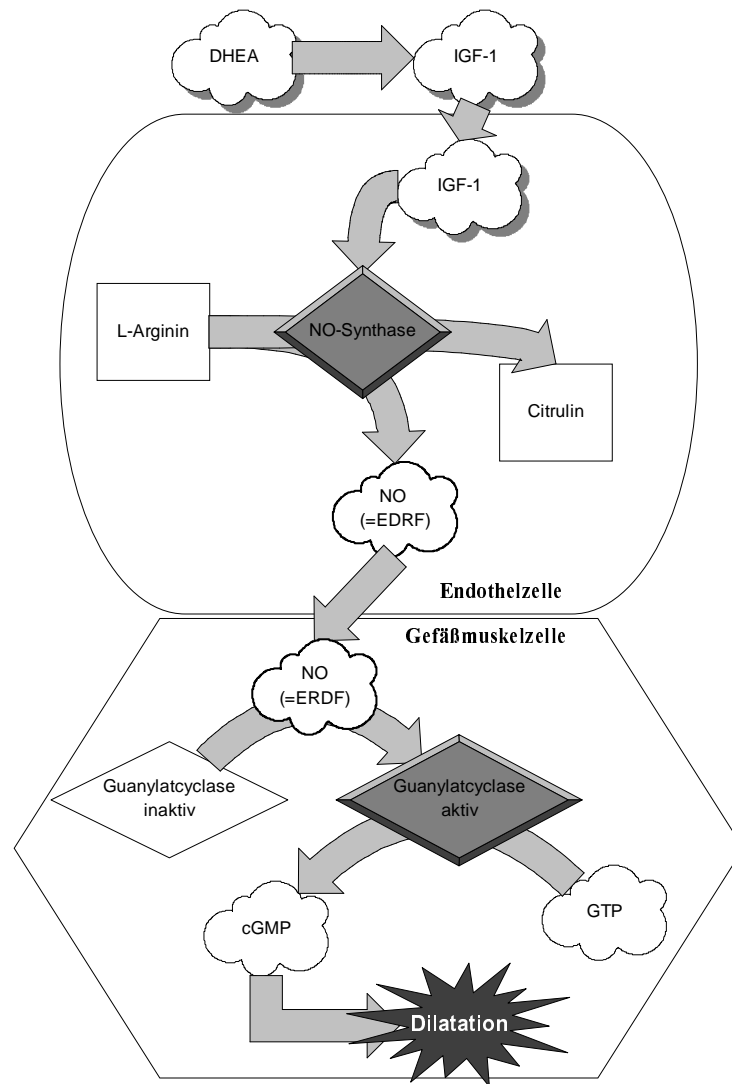 DHEA
IGF-1
IGF-1
L-Arginin
NO-Synthase
Citrulin
NO
(=EDRF)
Endothelzelle
Gefäßmuskelzelle
NO
(=ERDF)
Guanylatcyclase
inaktiv
Guanylatcyclase
aktiv
cGMP
GTP
Dilatation